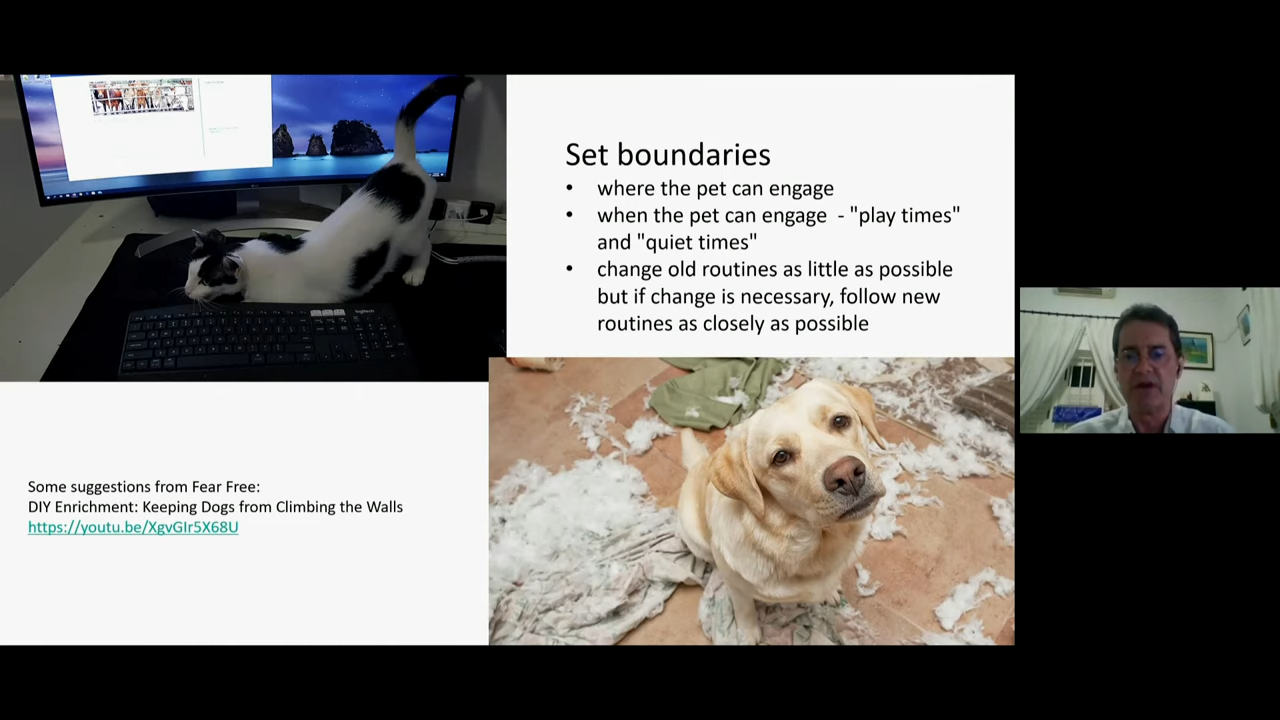 Set boundaries
• where the pet can engage
• when the pet can engage - "play times"
and "quiet times"
• change old routines as little as possible
but if change is necessary, follow new
routines as closely as possible
logitech
Some suggestions from Fear Free:
DIY Enrichment: Keeping Dogs from Climbing the Walls
https://youtu.be/XgvGIr5X68U